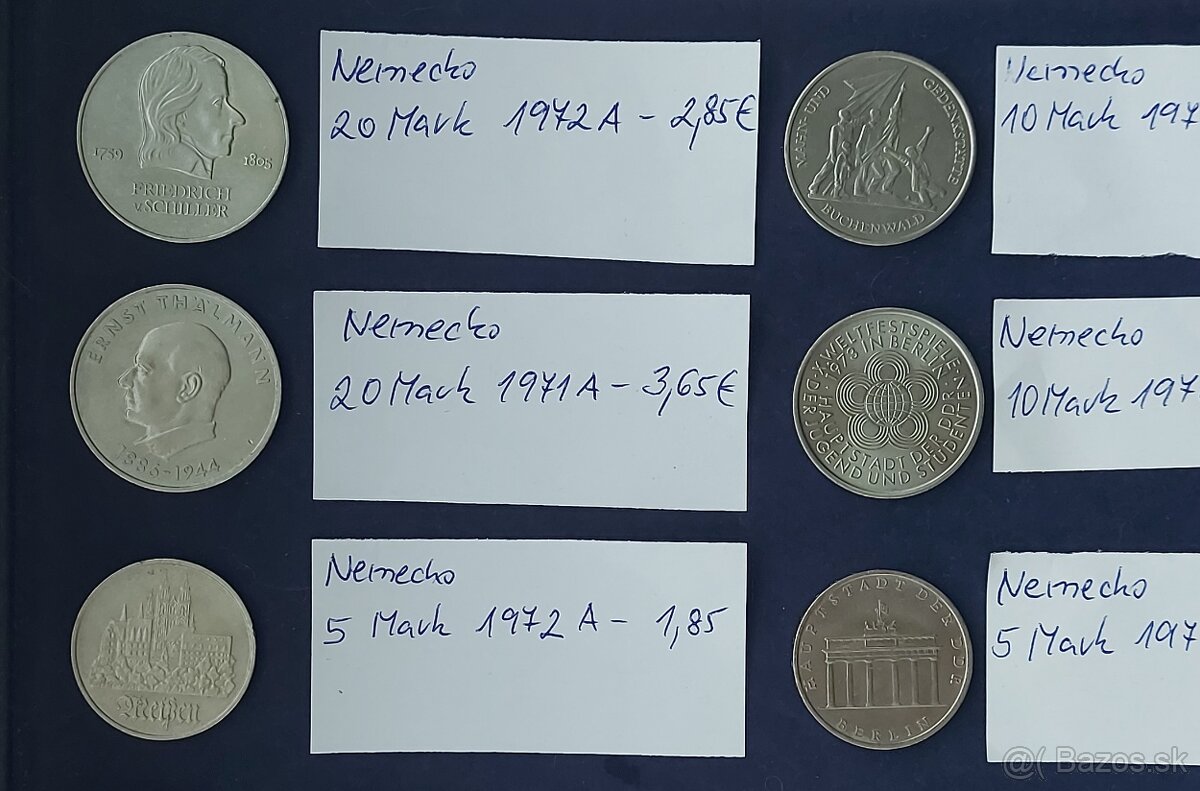 1759
1805
FRIEDRICH
v. SCHILLER
Nemecko
20 Mark 1972 A - 2,85€
MAHN- UND GEDENKSTÄTTE
BUCHENWALD
Nemecko
10 Mark 197
ERNST THÄLMANN
1886-1944
Nemecko
20 Mark 1971 A - 3,65€
X. WELTFESTSPIELE
DER JUGEND UND STUDENTEN
1973 IN BERLIN
HAUPTSTADT DER DDR
Nemecko
10 Mark 197
Meißen
Nemecko
5 Mark 1972 A - 1,85
HAUPTSTADT DER DDR
BERLIN
Nemecko
5 Mark 197
@( Bazos.sk